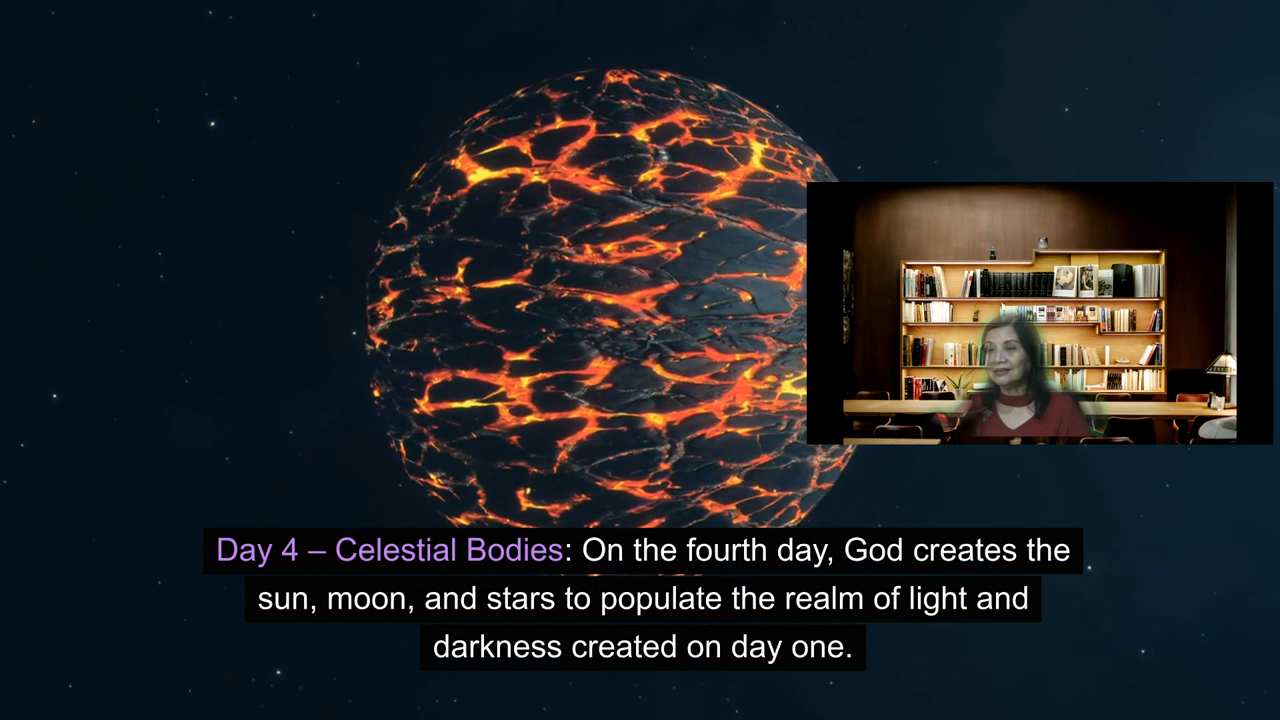 Day 4 – Celestial Bodies: On the fourth day, God creates the
sun, moon, and stars to populate the realm of light and
darkness created on day one.